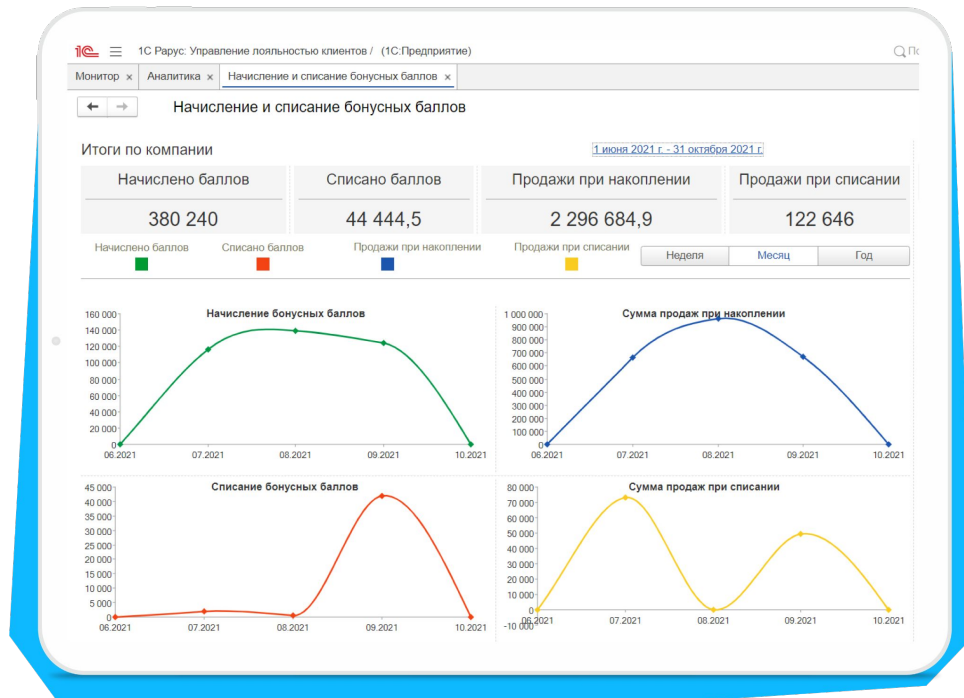 1С 1С Рарус: Управление лояльностью клиентов / (1С:Предприятие)
Монитор × Аналитика × Начисление и списание бонусных баллов ×
Начисление и списание бонусных баллов
Итоги по компании 1 июня 2021 г. - 31 октября 2021 г.
Начислено баллов Списано баллов Продажи при накоплении Продажи при списании
380 240 44 444,5 2 296 684,9 122 646
Начислено баллов Списано баллов Продажи при накоплении Продажи при списании
Неделя Месяц Год
Начисление бонусных баллов
160 000
140 000
120 000
100 000
80 000
60 000
40 000
20 000
0
06.2021 07.2021 08.2021 09.2021 10.2021
Сумма продаж при накоплении
1 000 000
900 000
800 000
700 000
600 000
500 000
400 000
300 000
200 000
100 000
0
06.2021 07.2021 08.2021 09.2021 10.2021
Списание бонусных баллов
45 000
40 000
35 000
30 000
25 000
20 000
15 000
10 000
5 000
0
06.2021 07.2021 08.2021 09.2021 10.2021
Сумма продаж при списании
80 000
70 000
60 000
50 000
40 000
30 000
20 000
10 000
0
-10 000
06.2021 07.2021 08.2021 09.2021 10.2021